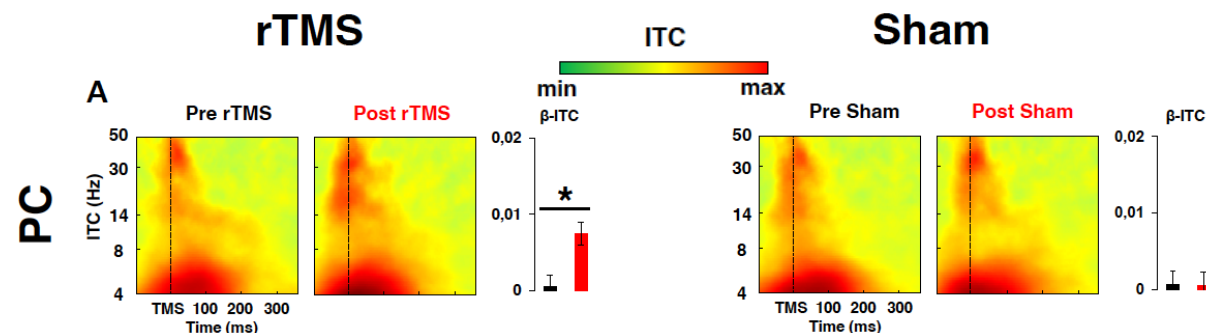 rTMS
ITC
Sham
min
max
A
Pre rTMS
Post rTMS
β-ITC
Pre Sham
Post Sham
β-ITC
PC
ITC (Hz)
50
30
14
8
4
0,02
0,01
0
*
50
30
14
8
4
0,02
0,01
0
TMS 100 200 300
Time (ms)
TMS 100 200 300
Time (ms)